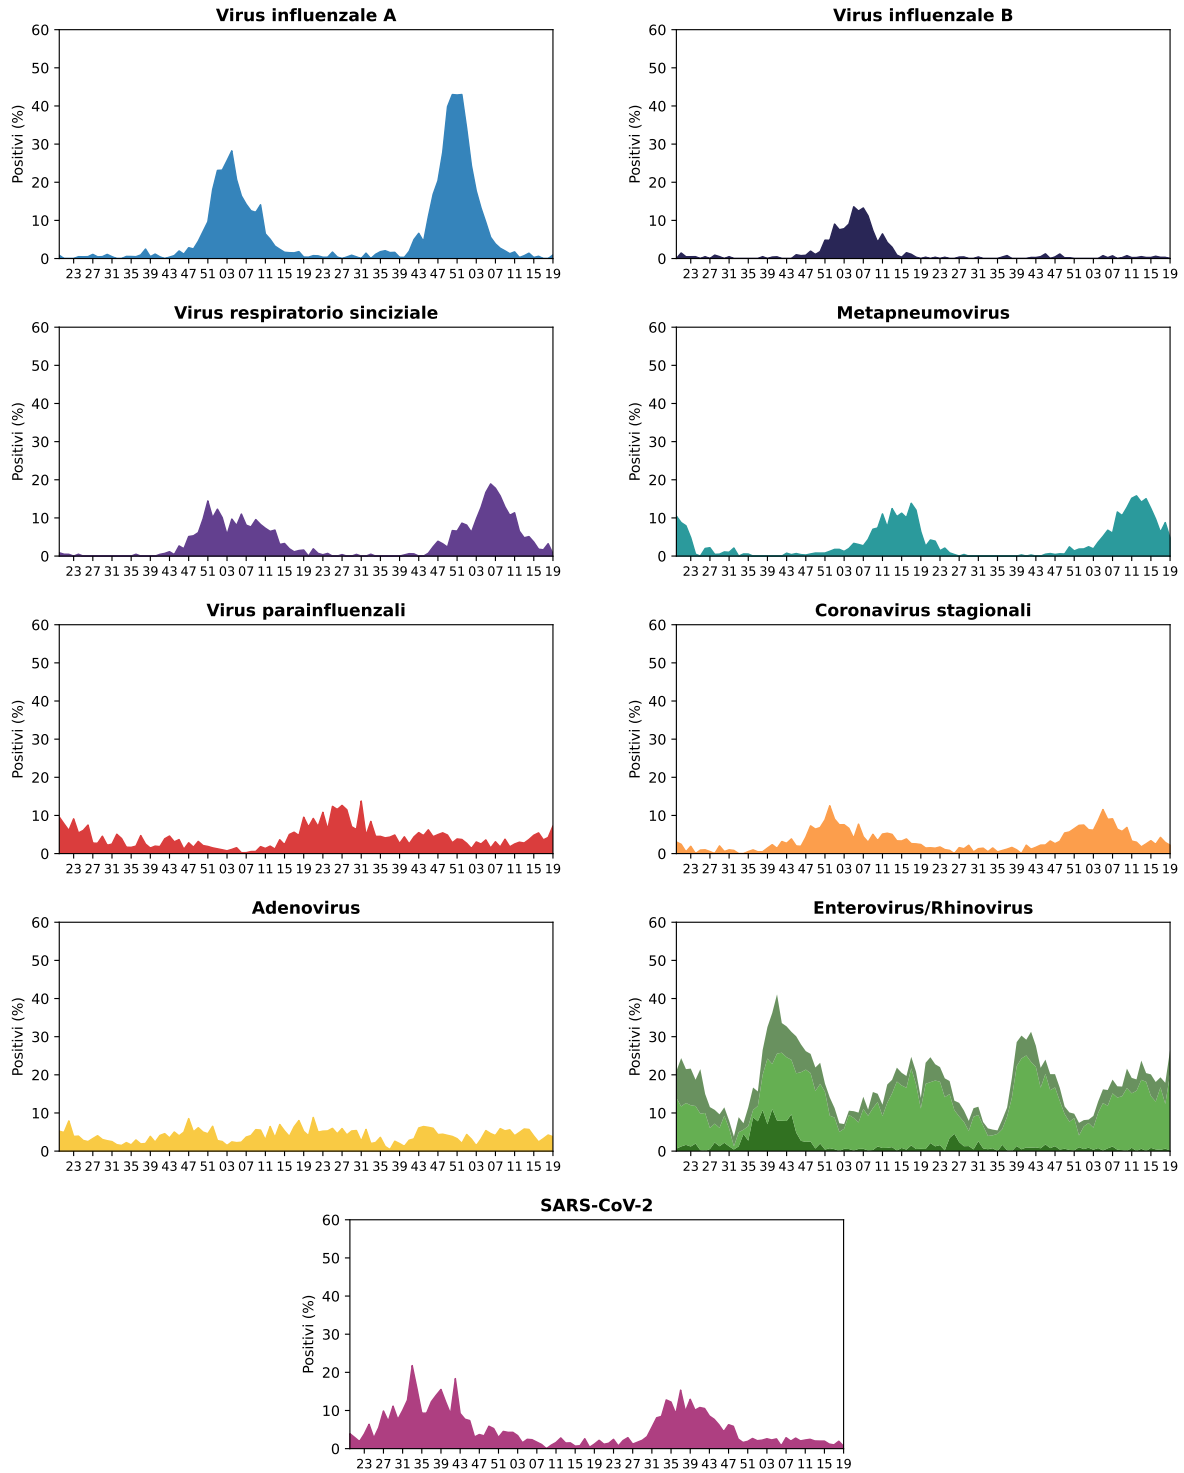 Virus influenzale A
Positivi (%)
60
50
40
30
20
10
0
23 27 31 35 39 43 47 51 03 07 11 15 19 23 27 31 35 39 43 47 51 03 07 11 15 19
Virus influenzale B
Positivi (%)
60
50
40
30
20
10
0
23 27 31 35 39 43 47 51 03 07 11 15 19 23 27 31 35 39 43 47 51 03 07 11 15 19
Virus respiratorio sinciziale
Positivi (%)
60
50
40
30
20
10
0
23 27 31 35 39 43 47 51 03 07 11 15 19 23 27 31 35 39 43 47 51 03 07 11 15 19
Metapneumovirus
Positivi (%)
60
50
40
30
20
10
0
23 27 31 35 39 43 47 51 03 07 11 15 19 23 27 31 35 39 43 47 51 03 07 11 15 19
Virus parainfluenzali
Positivi (%)
60
50
40
30
20
10
0
23 27 31 35 39 43 47 51 03 07 11 15 19 23 27 31 35 39 43 47 51 03 07 11 15 19
Coronavirus stagionali
Positivi (%)
60
50
40
30
20
10
0
23 27 31 35 39 43 47 51 03 07 11 15 19 23 27 31 35 39 43 47 51 03 07 11 15 19
Adenovirus
Positivi (%)
60
50
40
30
20
10
0
23 27 31 35 39 43 47 51 03 07 11 15 19 23 27 31 35 39 43 47 51 03 07 11 15 19
Enterovirus/Rhinovirus
Positivi (%)
60
50
40
30
20
10
0
23 27 31 35 39 43 47 51 03 07 11 15 19 23 27 31 35 39 43 47 51 03 07 11 15 19
SARS-CoV-2
Positivi (%)
60
50
40
30
20
10
0
23 27 31 35 39 43 47 51 03 07 11 15 19 23 27 31 35 39 43 47 51 03 07 11 15 19